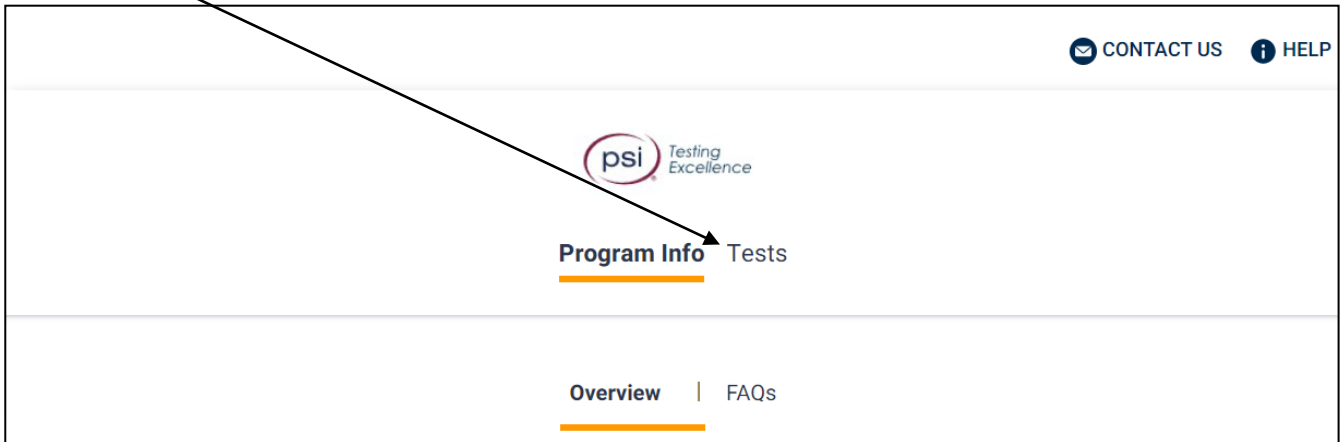 CONTACT US HELP
psi Testing
Excellence
Program Info Tests
Overview | FAQs